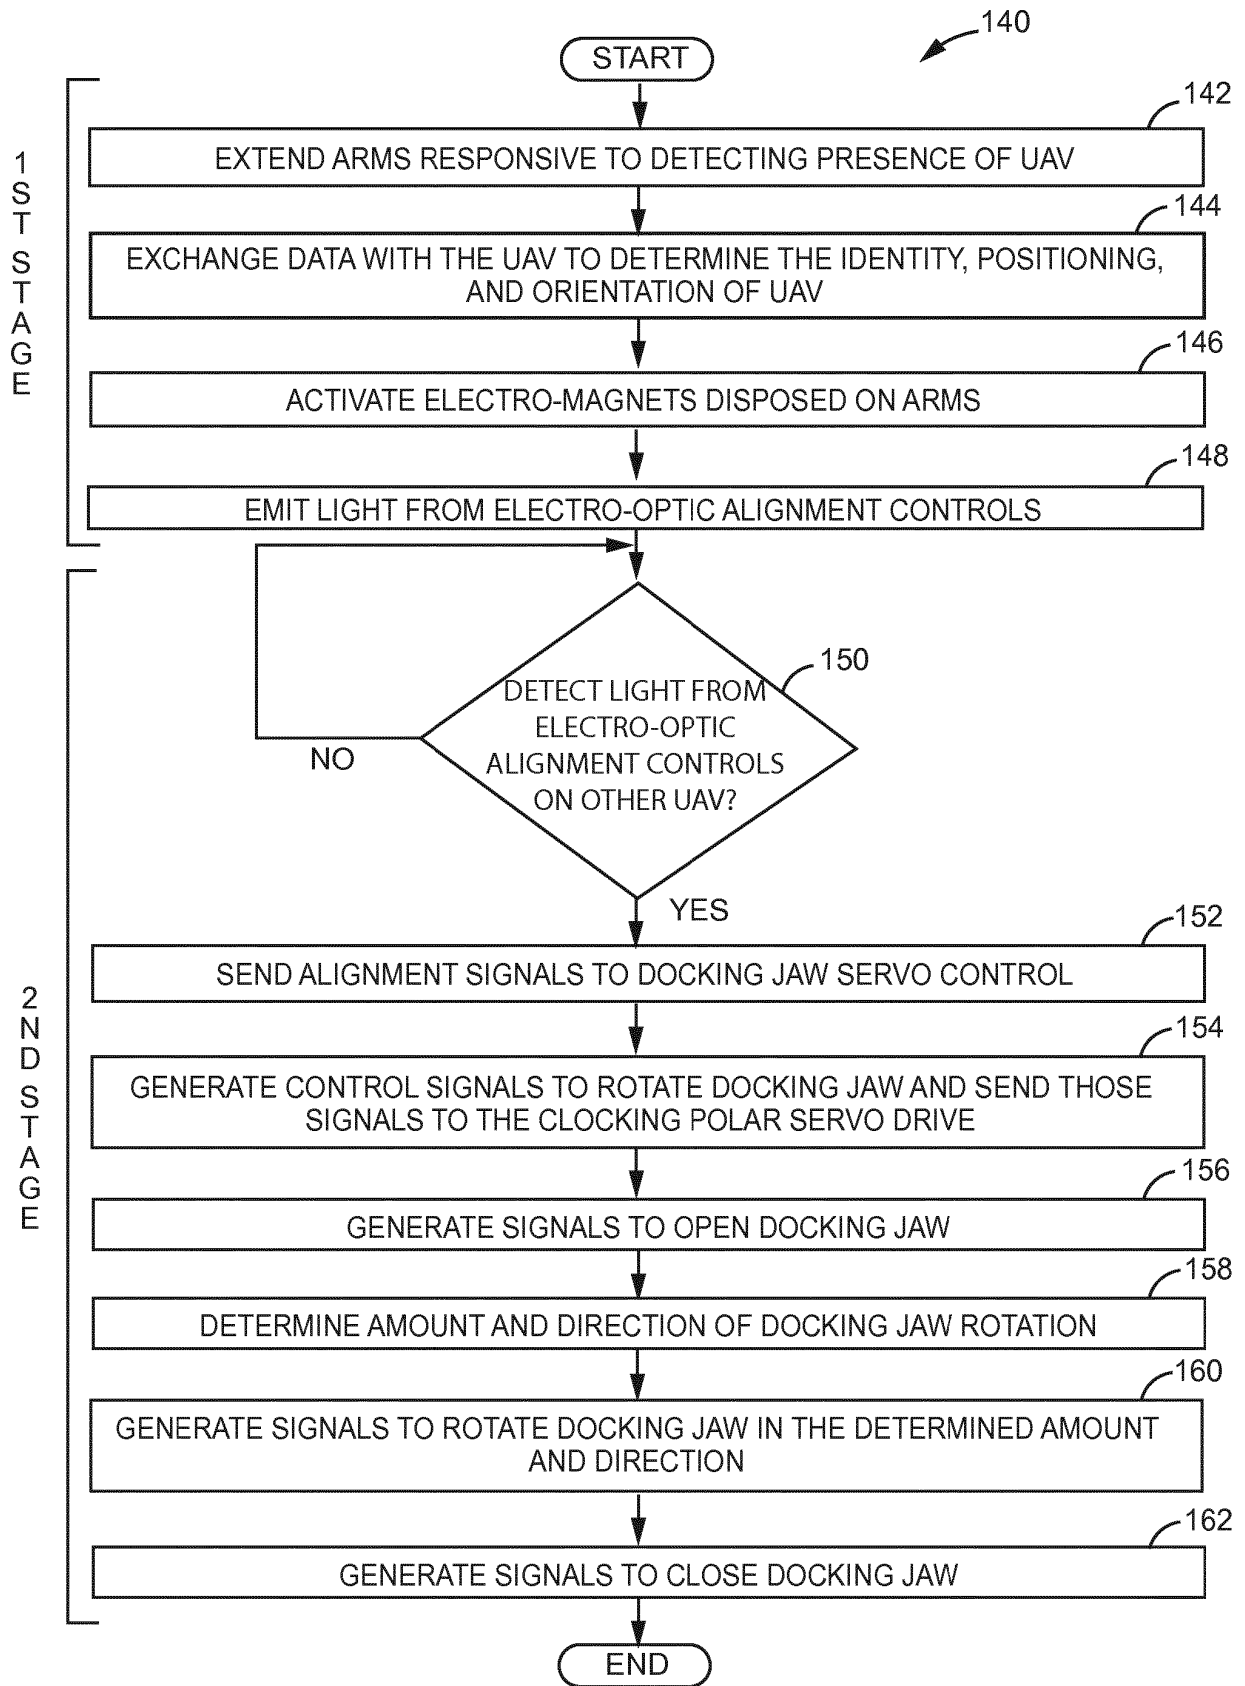 140
START
1ST STAGE
142
EXTEND ARMS RESPONSIVE TO DETECTING PRESENCE OF UAV
144
EXCHANGE DATA WITH THE UAV TO DETERMINE THE IDENTITY, POSITIONING,
AND ORIENTATION OF UAV
146
ACTIVATE ELECTRO-MAGNETS DISPOSED ON ARMS
148
EMIT LIGHT FROM ELECTRO-OPTIC ALIGNMENT CONTROLS
2ND STAGE
150
DETECT LIGHT FROM
ELECTRO-OPTIC
ALIGNMENT CONTROLS
ON OTHER UAV?
NO
YES
152
SEND ALIGNMENT SIGNALS TO DOCKING JAW SERVO CONTROL
154
GENERATE CONTROL SIGNALS TO ROTATE DOCKING JAW AND SEND THOSE
SIGNALS TO THE CLOCKING POLAR SERVO DRIVE
156
GENERATE SIGNALS TO OPEN DOCKING JAW
158
DETERMINE AMOUNT AND DIRECTION OF DOCKING JAW ROTATION
160
GENERATE SIGNALS TO ROTATE DOCKING JAW IN THE DETERMINED AMOUNT
AND DIRECTION
162
GENERATE SIGNALS TO CLOSE DOCKING JAW
END